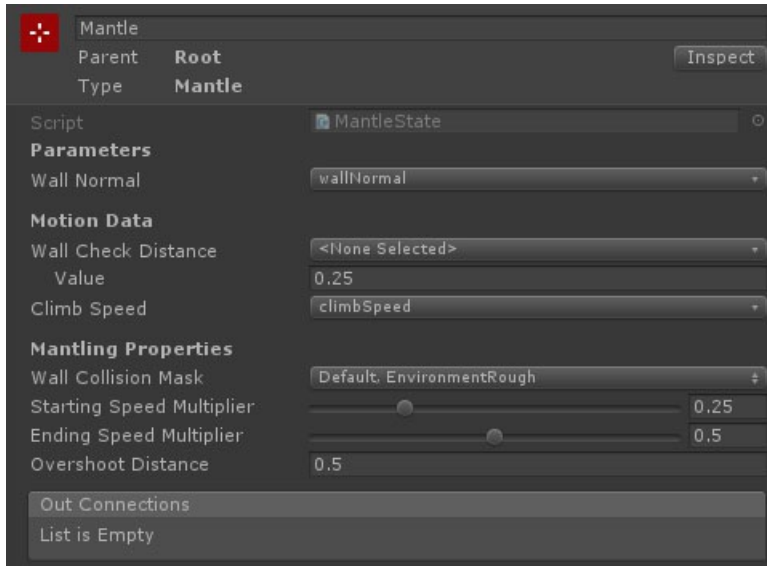 Mantle
Parent Root Inspect
Type Mantle
Script MantleState
Parameters
Wall Normal wallNormal
Motion Data
Wall Check Distance <None Selected>
Value 0.25
Climb Speed climbSpeed
Mantling Properties
Wall Collision Mask Default, EnvironmentRough
Starting Speed Multiplier 0.25
Ending Speed Multiplier 0.5
Overshoot Distance 0.5
Out Connections
List is Empty